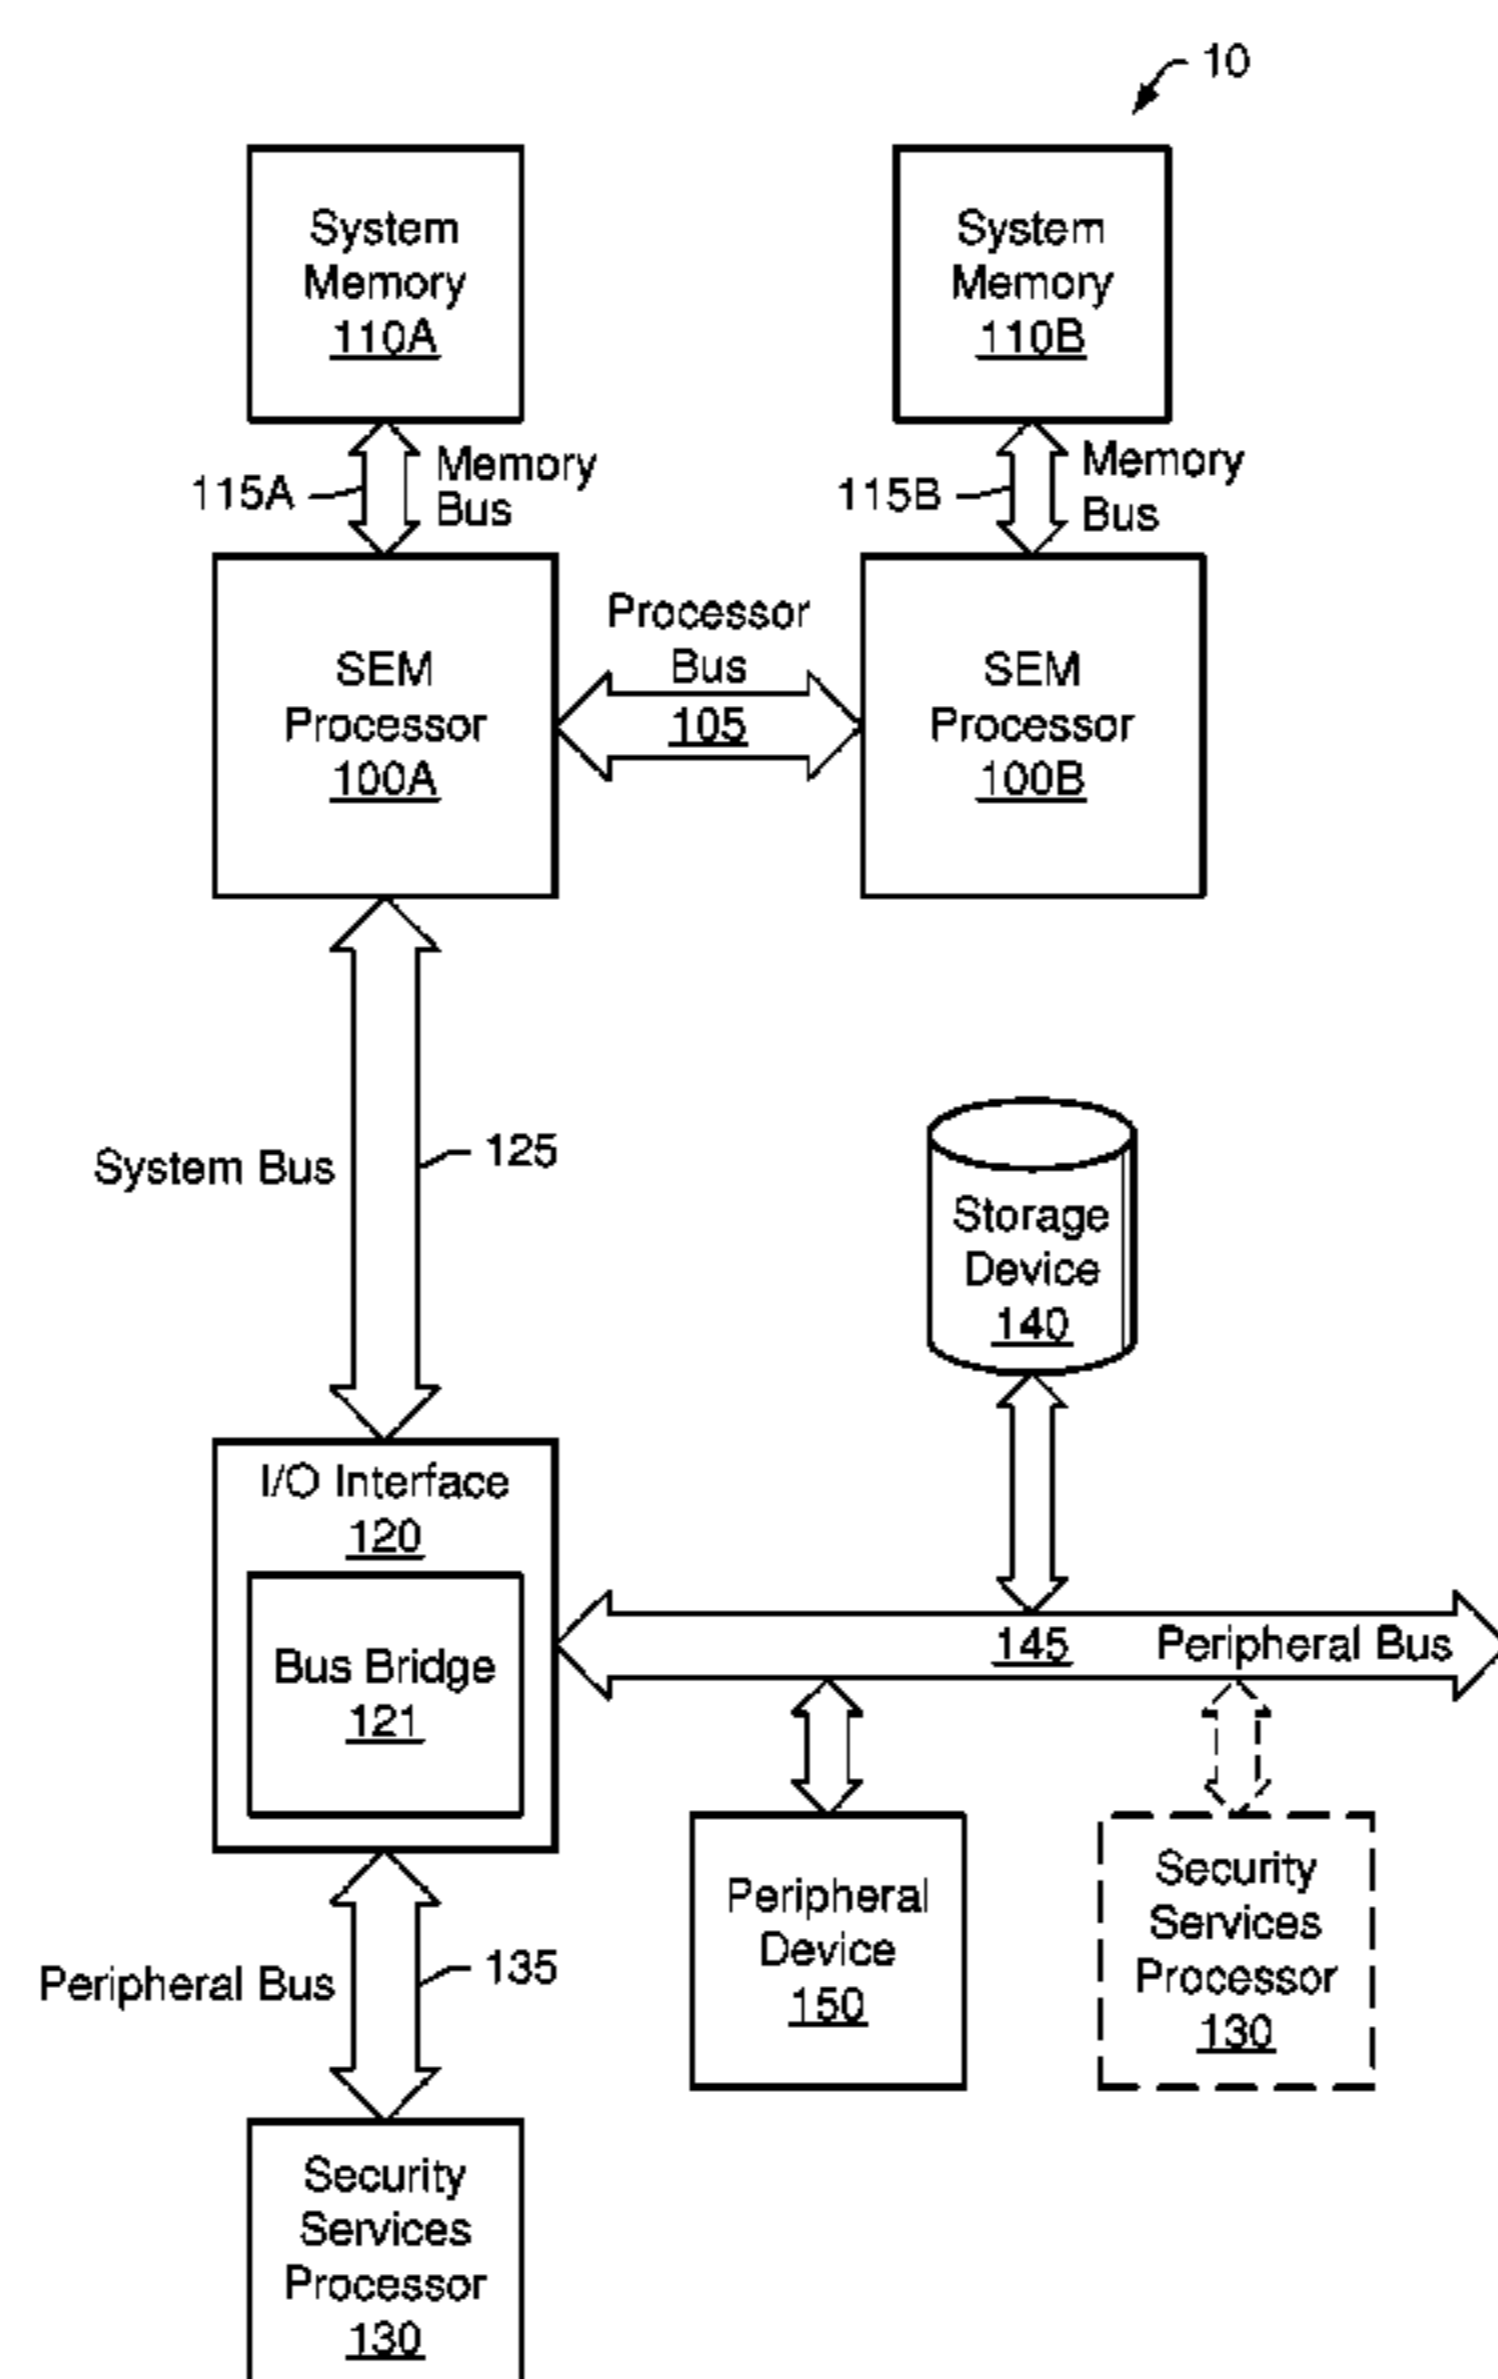 10
System
Memory
110A
System
Memory
110B
115A
Memory
Bus
115B
Memory
Bus
SEM
Processor
100A
Processor
Bus
105
SEM
Processor
100B
System Bus
125
Storage
Device
140
I/O Interface
120
Bus Bridge
121
145
Peripheral Bus
Peripheral Bus
135
Peripheral
Device
150
Security
Services
Processor
130
Security
Services
Processor
130